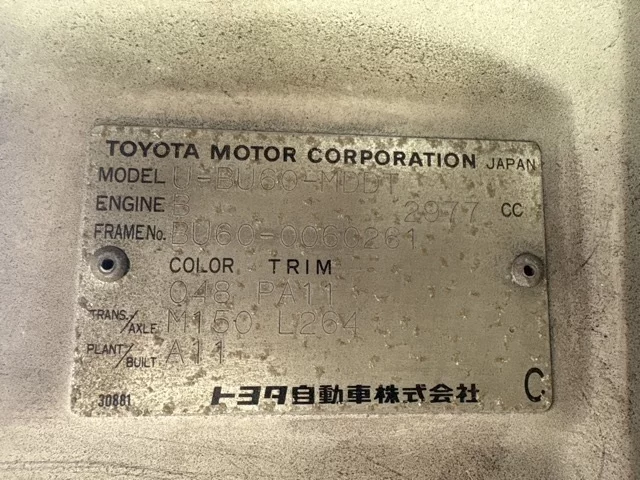 TOYOTA MOTOR CORPORATION JAPAN
MODEL U-BU60-MDDT
ENGINE B 2977 CC
FRAME No. BU60-0060261
COLOR TRIM
048 PA11
TRANS./AXLE M150 L264
PLANT/BUILT A11
30881 トヨタ自動車株式会社 C